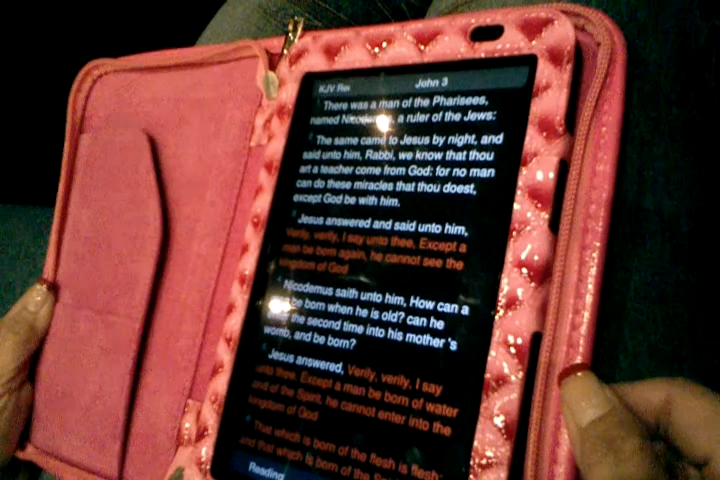 KJV Re
John 3
There was a man of the Pharisees,
named Nicodemus, a ruler of the Jews:
The same came to Jesus by night, and
said unto him, Rabbi, we know that thou
art a teacher come from God: for no man
can do these miracles that thou doest,
except God be with him.
Jesus answered and said unto him,
Verily, verily, I say unto thee, Except a
man be born again, he cannot see the
kingdom of God
Nicodemus saith unto him, How can a
be born when he is old? can he
the second time into his mother 's
womb, and be born?
Jesus answered, Verily, verily, I say
unto thee, Except a man be born of water
and of the Spirit, he cannot enter into the
kingdom of God
That which is born of the flesh is flesh;
and that which is born of the
Reading